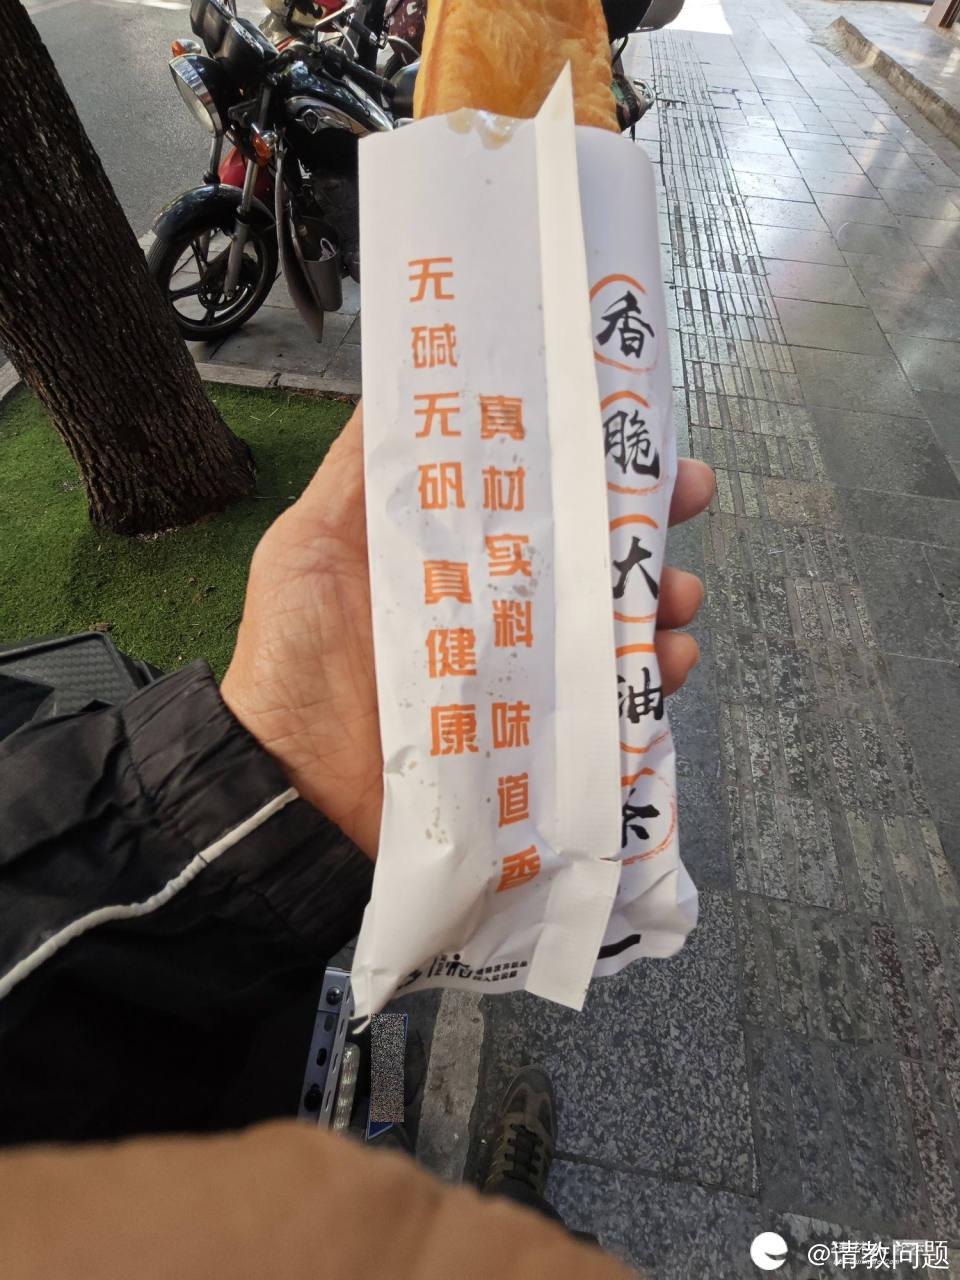 无碱无矾 真健康
真材实料 味道香
香脆大油条
@请教问题